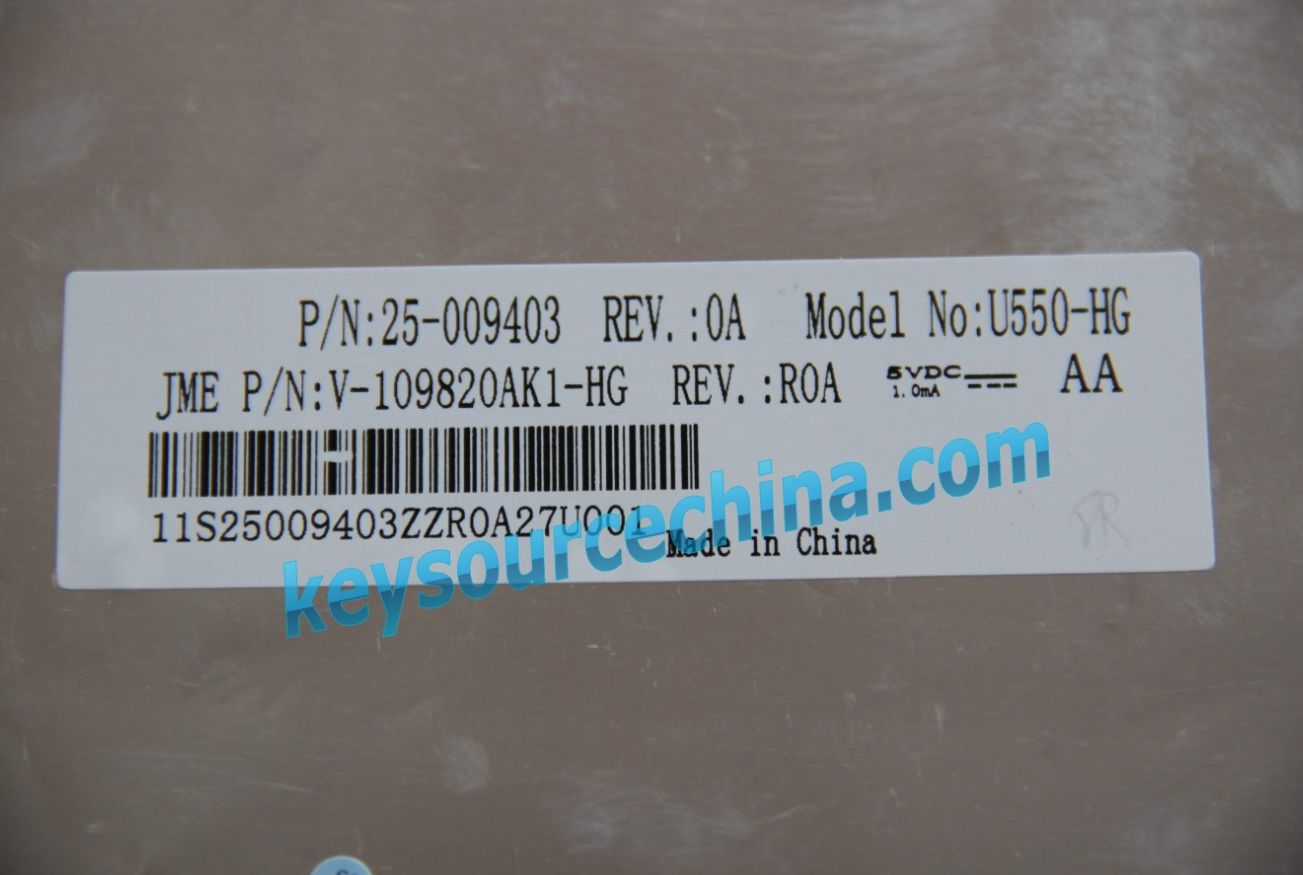 P/N:25-009403 REV.:0A Model No:U550-HG
JME P/N:V-109820AK1-HG REV.:R0A 5VDC 1.0mA AA
11S25009403ZZR0A27U001
Made in China
keysourcechina.com